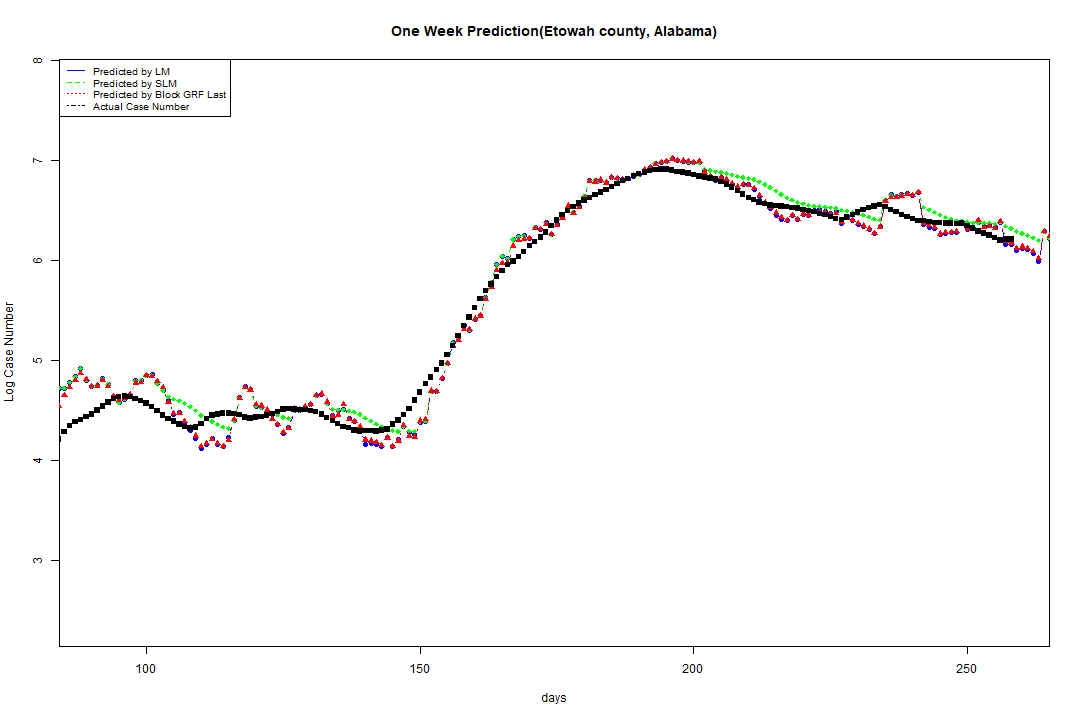 One Week Prediction(Etowah county, Alabama)
Predicted by LM
Predicted by SLM
Predicted by Block GRF Last
Actual Case Number
8
7
6
5
4
3
Log Case Number
100 150 200 250
days